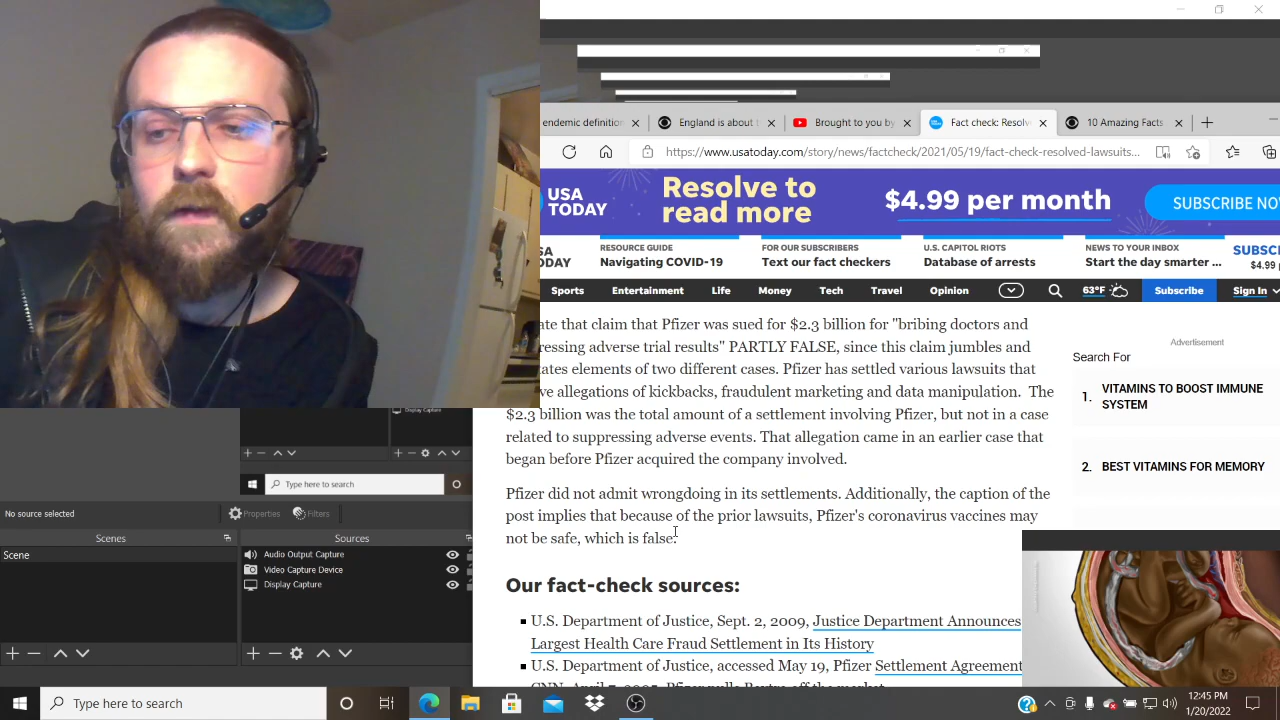 endemic definition
England is about t
Brought to you by
Fact check: Resolv
10 Amazing Facts
https://www.usatoday.com/story/news/factcheck/2021/05/19/fact-check-resolved-lawsuits...
USA
TODAY
Resolve to
read more
$4.99 per month
SUBSCRIBE NO
SA
DAY
RESOURCE GUIDE
Navigating COVID-19
FOR OUR SUBSCRIBERS
Text our fact checkers
U.S. CAPITOL RIOTS
Database of arrests
NEWS TO YOUR INBOX
Start the day smarter ...
SUBSC
$4.99
Sports
Entertainment
Life
Money
Tech
Travel
Opinion
63°F
Subscribe
Sign In
ate that claim that Pfizer was sued for $2.3 billion for "bribing doctors and
ressing adverse trial results" PARTLY FALSE, since this claim jumbles and
ates elements of two different cases. Pfizer has settled various lawsuits that
ve allegations of kickbacks, fraudulent marketing and data manipulation. The
$2.3 billion was the total amount of a settlement involving Pfizer, but not in a case
related to suppressing adverse events. That allegation came in an earlier case that
began before Pfizer acquired the company involved.
Pfizer did not admit wrongdoing in its settlements. Additionally, the caption of the
post implies that because of the prior lawsuits, Pfizer's coronavirus vaccines may
not be safe, which is false.
Our fact-check sources:
U.S. Department of Justice, Sept. 2, 2009, Justice Department Announces
Largest Health Care Fraud Settlement in Its History
U.S. Department of Justice, accessed May 19, Pfizer Settlement Agreement
Advertisement
Search For
1. VITAMINS TO BOOST IMMUNE
SYSTEM
2. BEST VITAMINS FOR MEMORY
Display Capture
Type here to search
No source selected
Properties
Filters
Scenes
Sources
Scene
Audio Output Capture
Video Capture Device
Display Capture
Type here to search
12:45 PM
1/20/2022